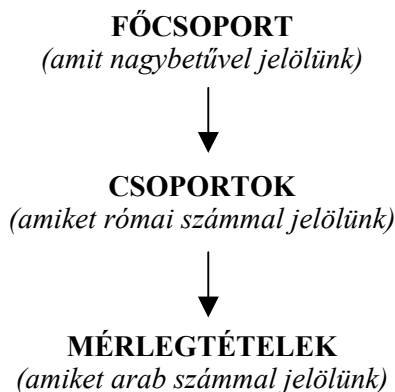 FŐCSOPORT
(amit nagybetűvel jelölünk)
CSOPORTOK
(amiket római számmal jelölünk)
MÉRLEGTÉTELEK
(amiket arab számmal jelölünk)